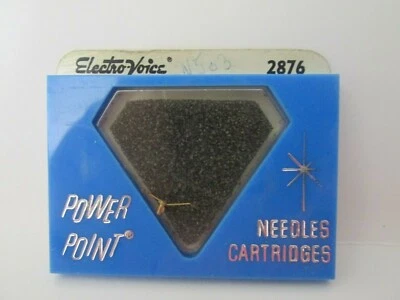 Electro-Voice® 2876
POWER
POINT®
NEEDLES
CARTRIDGES